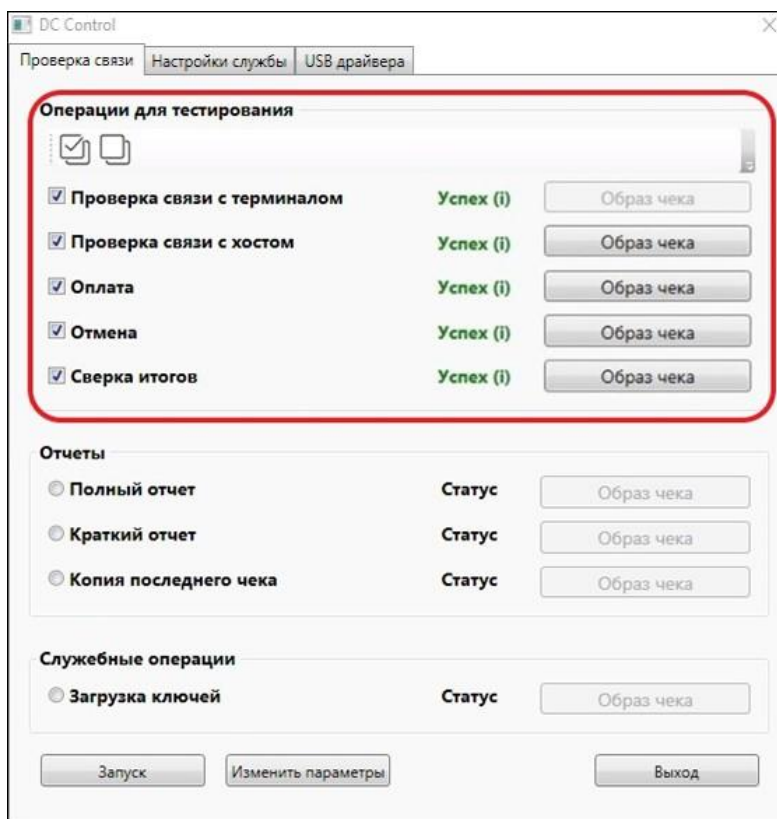 DC Control
Проверка связи Настройки службы USB драйвера
Операции для тестирования
Проверка связи с терминалом Успех (i) Образ чека
Проверка связи с хостом Успех (i) Образ чека
Оплата Успех (i) Образ чека
Отмена Успех (i) Образ чека
Сверка итогов Успех (i) Образ чека
Отчеты
Полный отчет Статус Образ чека
Краткий отчет Статус Образ чека
Копия последнего чека Статус Образ чека
Служебные операции
Загрузка ключей Статус Образ чека
Запуск Изменить параметры Выход